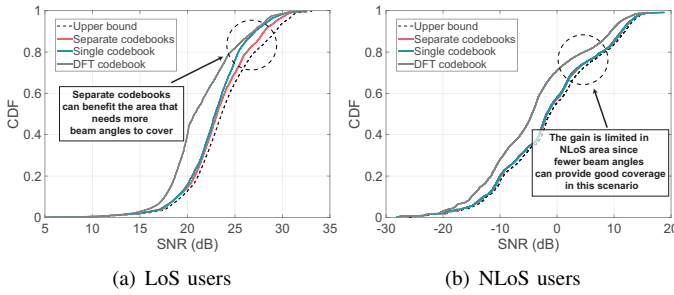 1
0.8
0.6
0.4
0.2
0
CDF
Upper bound
Separate codebooks
Single codebook
DFT codebook
Separate codebooks
can benefit the area that
needs more
beam angles to cover
5
10
15
20
25
30
35
SNR (dB)
(a) LoS users
1
0.8
0.6
0.4
0.2
0
CDF
Upper bound
Separate codebooks
Single codebook
DFT codebook
The gain is limited in
NLoS area since
fewer beam angles
can provide good coverage
in this scenario
-30
-20
-10
0
10
20
SNR (dB)
(b) NLoS users